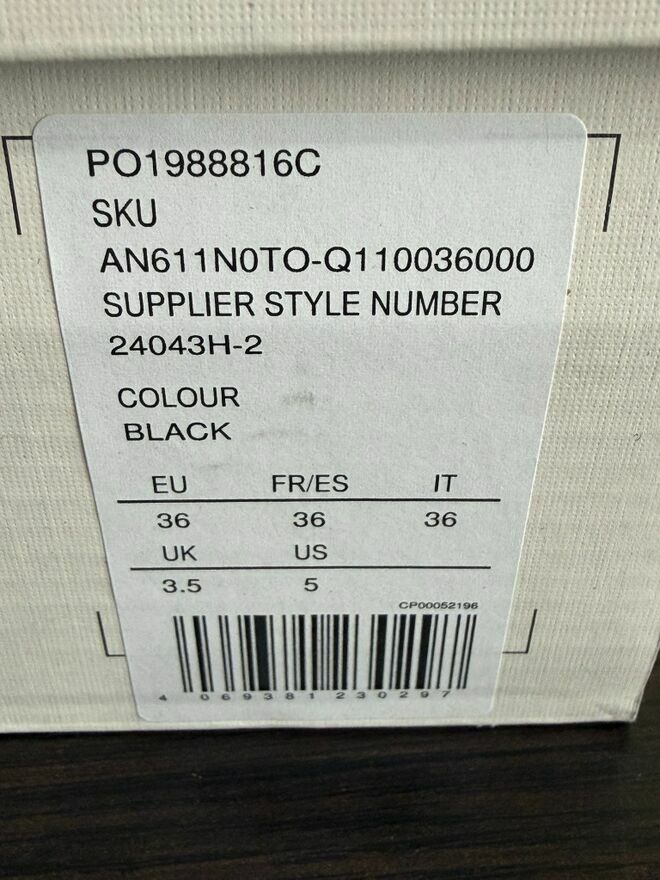 PO1988816C
SKU
AN611N0TO-Q110036000
SUPPLIER STYLE NUMBER
24043H-2
COLOUR
BLACK
EU FR/ES IT
36 36 36
UK US
3.5 5
CP00052196
4 069381 230297